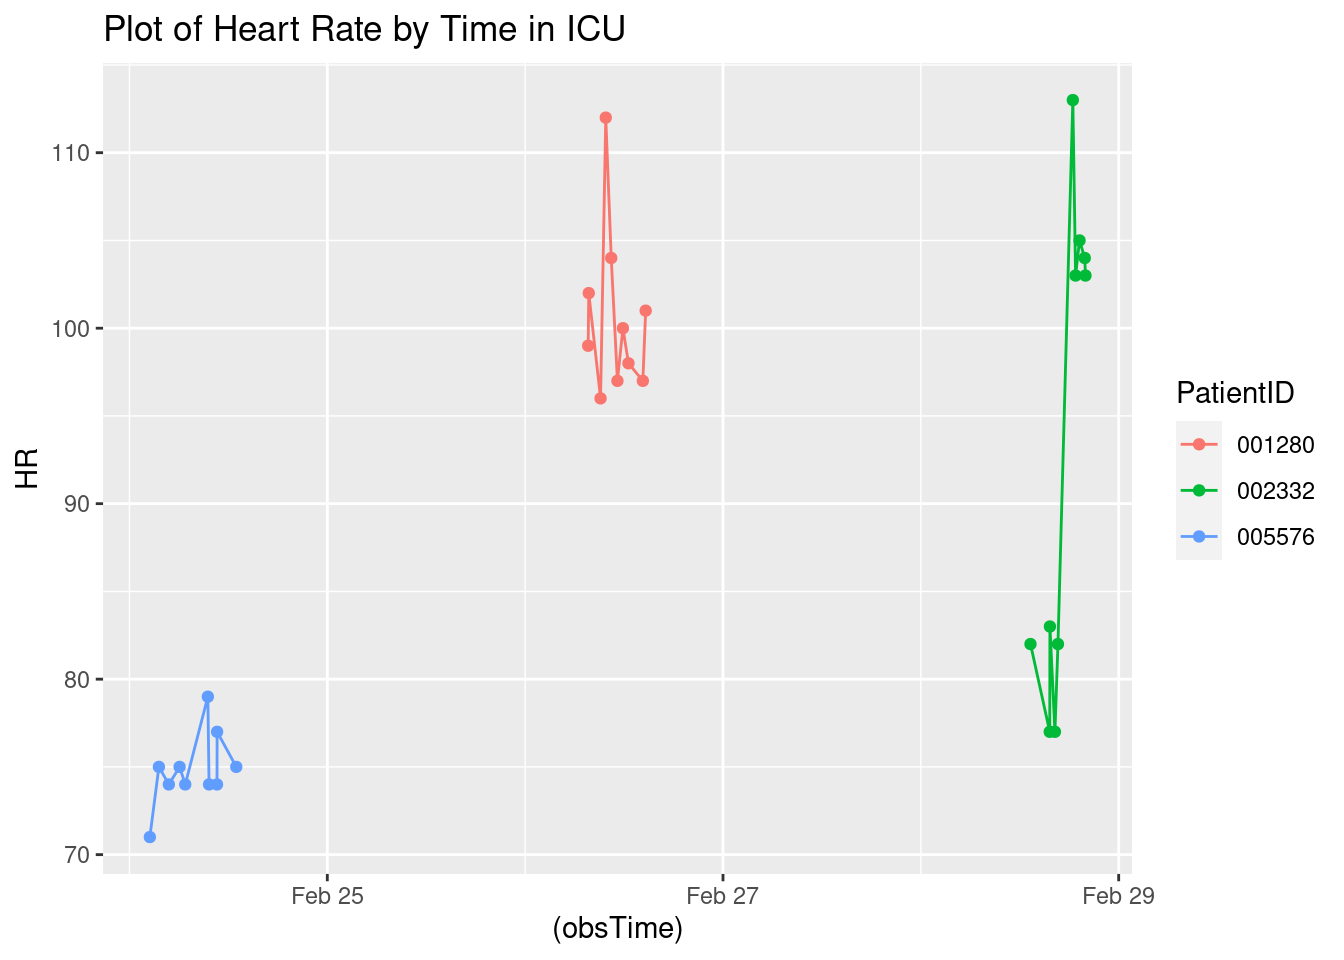 Plot of Heart Rate by Time in ICU
110
100
90
80
70
HR
Feb 25
Feb 27
Feb 29
(obsTime)
PatientID
001280
002332
005576